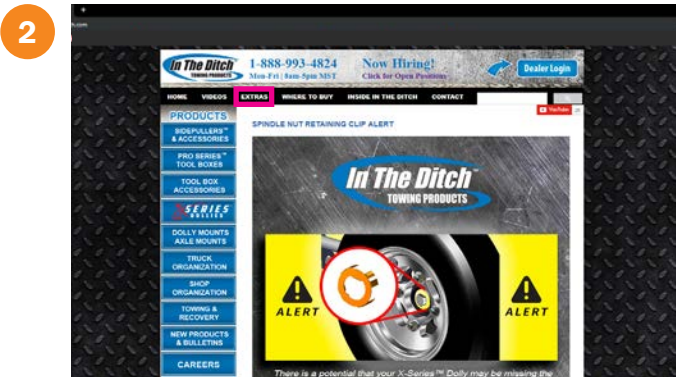 2
+
In The Ditch
TOWING PRODUCTS
1-888-993-4824
Mon-Fri | 8am-5pm MST
Now Hiring!
Click for Open Positions
Dealer Login
HOME VIDEOS EXTRAS WHERE TO BUY INSIDE IN THE DITCH CONTACT
YouTube
PRODUCTS
SIDEPULLERS™
& ACCESSORIES
PRO SERIES™
TOOL BOXES
TOOL BOX
ACCESSORIES
X SERIES
DOLLIES
DOLLY MOUNTS
AXLE MOUNTS
TRUCK
ORGANIZATION
SHOP
ORGANIZATION
TOWING &
RECOVERY
NEW PRODUCTS
& BULLETINS
CAREERS
SPINDLE NUT RETAINING CLIP ALERT
In The Ditch™
TOWING PRODUCTS
ALERT
ALERT
There is a potential that your X-Series™ Dolly may be missing the